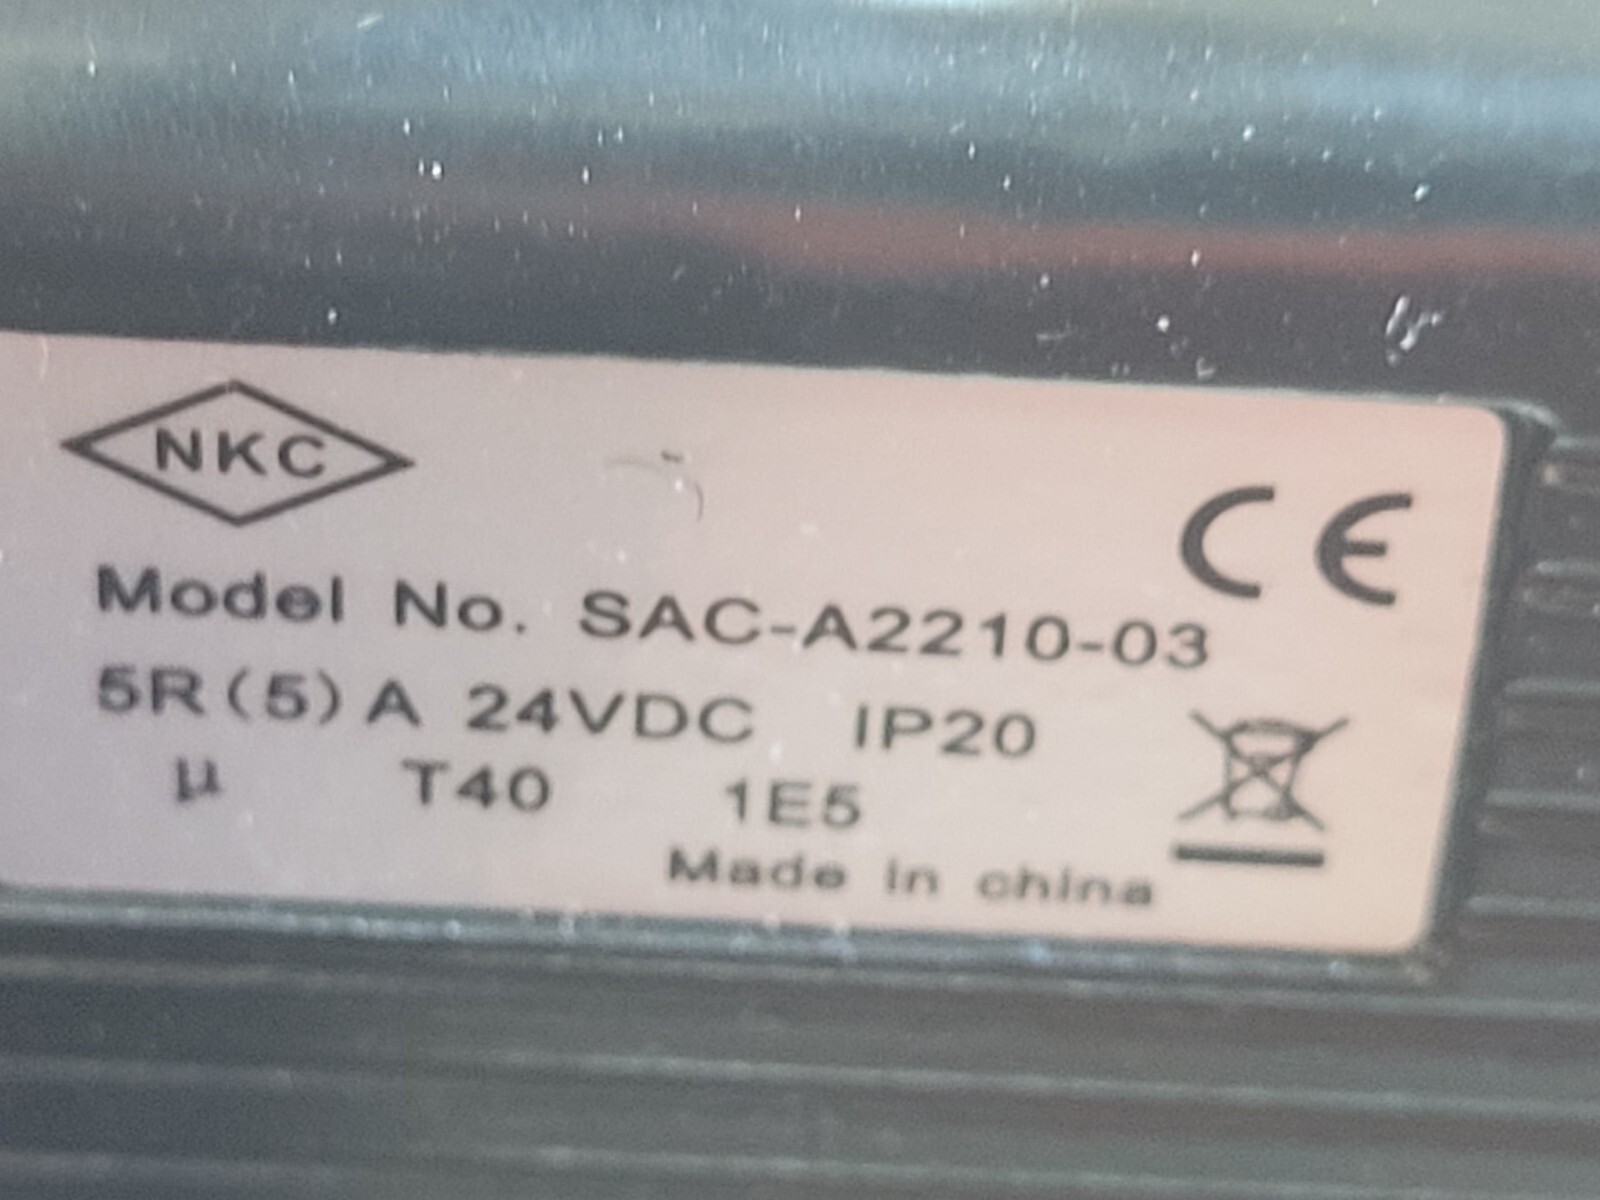 NKC
CE
Model No. SAC-A2210-03
5R(5)A 24VDC IP20
µ T40 1E5
Made in china